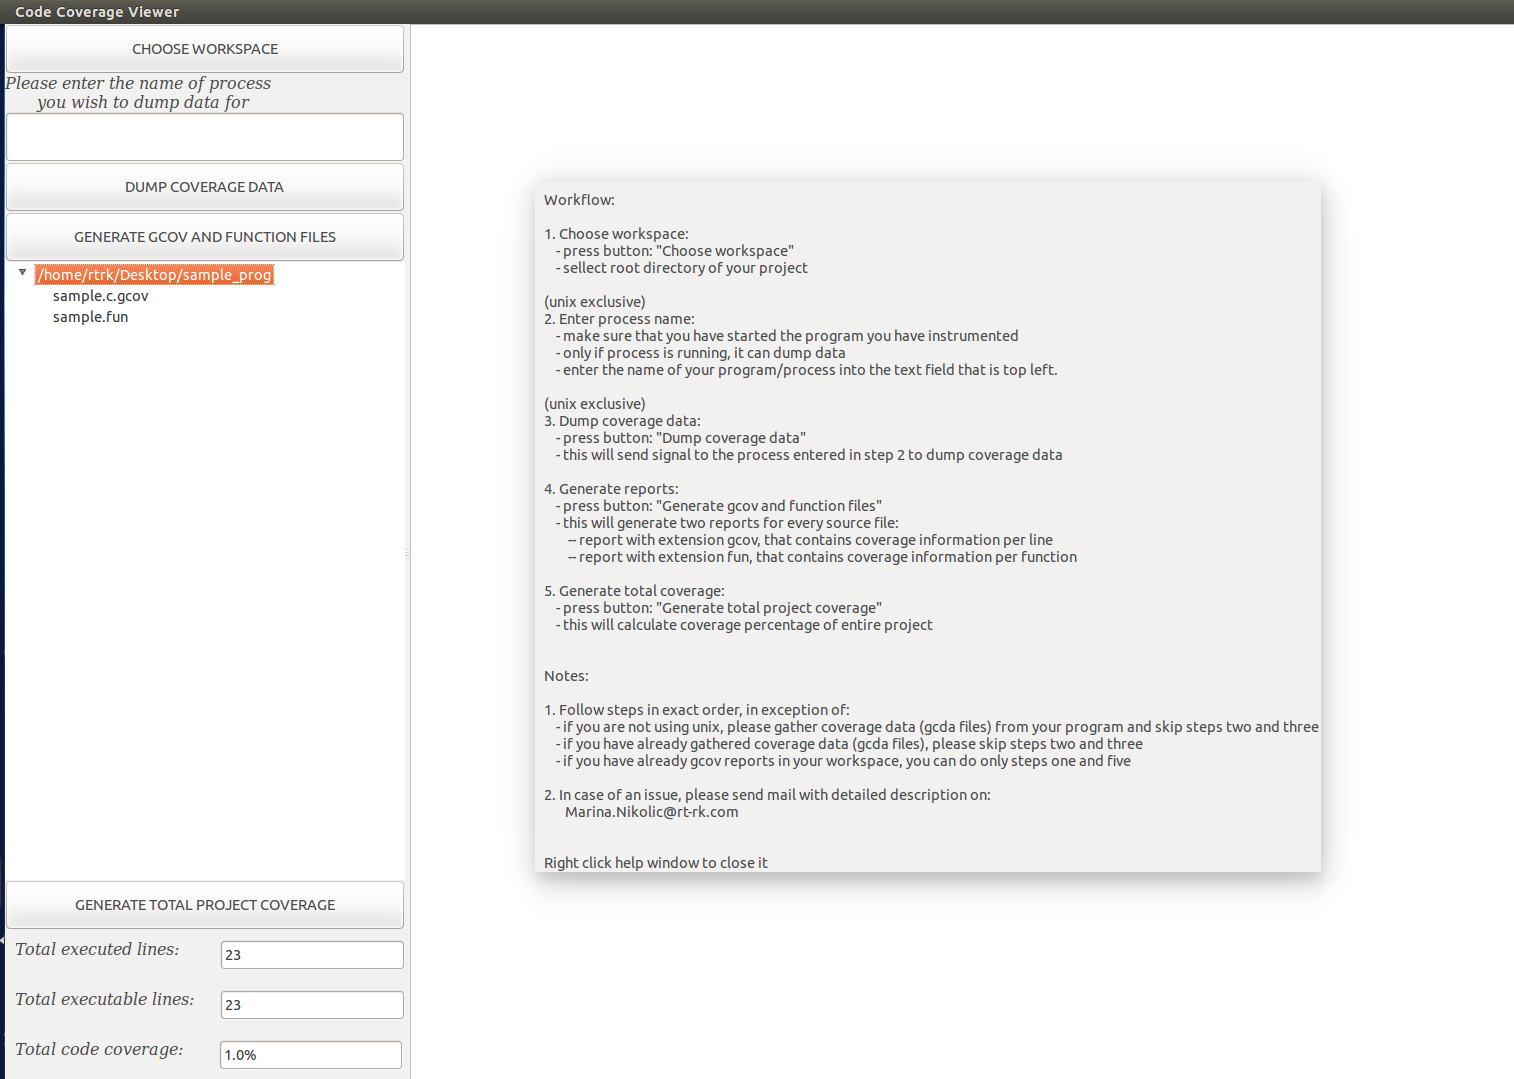 Code Coverage Viewer
CHOOSE WORKSPACE
Please enter the name of process
you wish to dump data for
DUMP COVERAGE DATA
GENERATE GCOV AND FUNCTION FILES
/home/rtrk/Desktop/sample_prog
sample.c.gcov
sample.fun
Workflow:
1. Choose workspace:
- press button: "Choose workspace"
- sellect root directory of your project
(unix exclusive)
2. Enter process name:
- make sure that you have started the program you have instrumented
- only if process is running, it can dump data
- enter the name of your program/process into the text field that is top left.
(unix exclusive)
3. Dump coverage data:
- press button: "Dump coverage data"
- this will send signal to the process entered in step 2 to dump coverage data
4. Generate reports:
- press button: "Generate gcov and function files"
- this will generate two reports for every source file:
-- report with extension gcov, that contains coverage information per line
-- report with extension fun, that contains coverage information per function
5. Generate total coverage:
- press button: "Generate total project coverage"
- this will calculate coverage percentage of entire project
Notes:
1. Follow steps in exact order, in exception of:
- if you are not using unix, please gather coverage data (gcda files) from your program and skip steps two and three
- if you have already gathered coverage data (gcda files), please skip steps two and three
- if you have already gcov reports in your workspace, you can do only steps one and five
2. In case of an issue, please send mail with detailed description on:
Marina.Nikolic@rt-rk.com
Right click help window to close it
GENERATE TOTAL PROJECT COVERAGE
Total executed lines: 23
Total executable lines: 23
Total code coverage: 1.0%